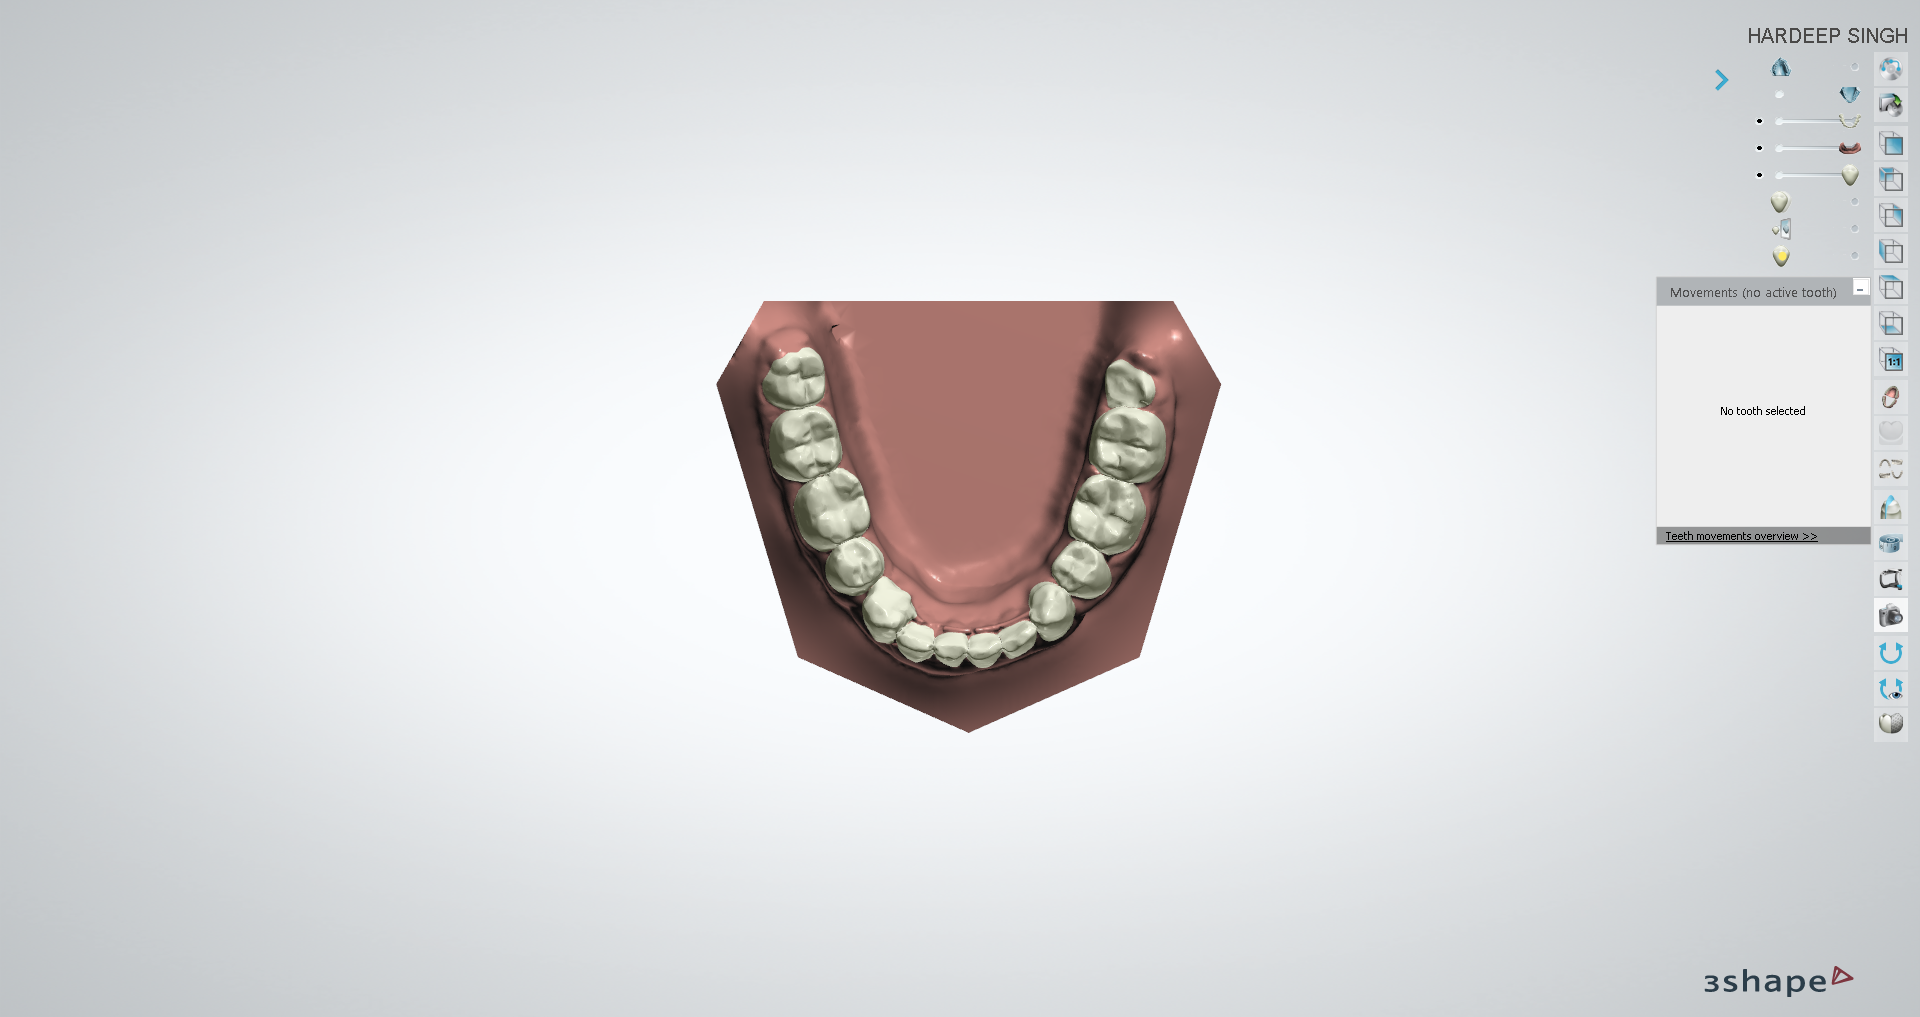 HARDEEP SINGH
Movements (no active tooth)
No tooth selected
1:1
Teeth movements overview >>
3shape